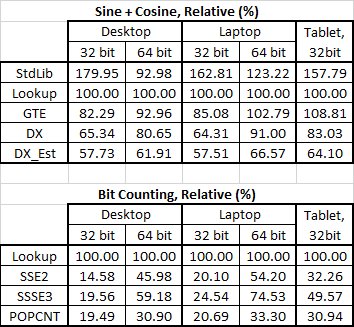 Sine + Cosine, Relative (%)
Desktop Laptop Tablet, 32bit
32 bit 64 bit 32 bit 64 bit
StdLib 179.95 92.98 162.81 123.22 157.79
Lookup 100.00 100.00 100.00 100.00 100.00
GTE 82.29 92.96 85.08 102.79 108.81
DX 65.34 80.65 64.31 91.00 83.03
DX_Est 57.73 61.91 57.51 66.57 64.10
Bit Counting, Relative (%)
Desktop Laptop Tablet, 32bit
32 bit 64 bit 32 bit 64 bit
Lookup 100.00 100.00 100.00 100.00 100.00
SSE2 14.58 45.98 20.10 54.20 32.26
SSSE3 19.56 59.18 24.54 74.53 49.57
POPCNT 19.49 30.90 20.69 33.30 30.94